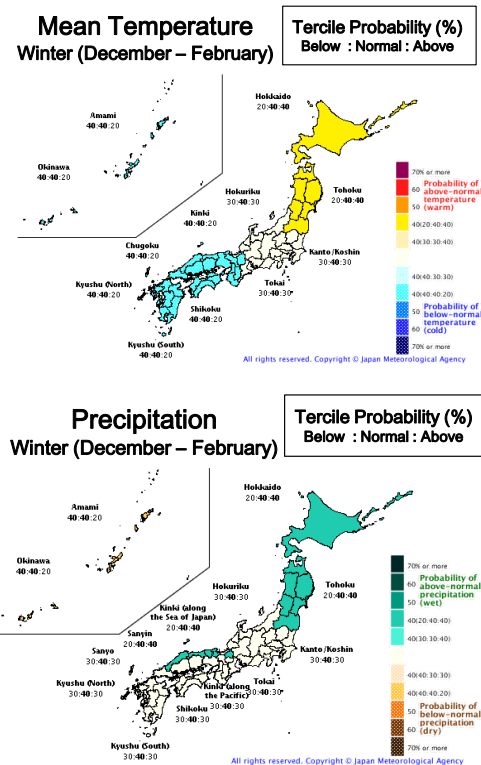 Mean Temperature
Winter (December – February)
Tercile Probability (%)
Below : Normal : Above
Hokkaido
20:40:40
Amami
40:40:20
Okinawa
40:40:20
Hokuriku
30:40:30
Tohoku
20:40:40
Kinki
40:40:20
Chugoku
40:40:20
Kanto/Koshin
30:40:30
Kyushu (North)
40:40:20
Tokai
30:40:30
Shikoku
40:40:20
Kyushu (South)
40:40:20
70% or more
60
50
Probability of
above-normal
temperature
(warm)
40(20:40:40)
40(30:30:40)
40(40:30:30)
40(40:40:20)
50
60
Probability of
below-normal
temperature
(cold)
70% or more
All rights reserved. Copyright © Japan Meteorological Agency
Precipitation
Winter (December – February)
Tercile Probability (%)
Below : Normal : Above
Hokkaido
20:40:40
Amami
40:40:20
Okinawa
40:40:20
Hokuriku
30:40:30
Tohoku
20:40:40
Kinki (along
the Sea of Japan)
20:40:40
Sanyin
20:40:40
Sanyo
30:40:30
Kanto/Koshin
30:40:30
Kyushu (North)
30:40:30
Kinki (along
the Pacific)
30:40:30
Tokai
30:40:30
Shikoku
30:40:30
Kyushu (South)
30:40:30
70% or more
60
50
Probability of
above-normal
precipitation
(wet)
40(20:40:40)
40(30:30:40)
40(40:30:30)
40(40:40:20)
50
60
Probability of
below-normal
precipitation
(dry)
70% or more
All rights reserved. Copyright © Japan Meteorological Agency